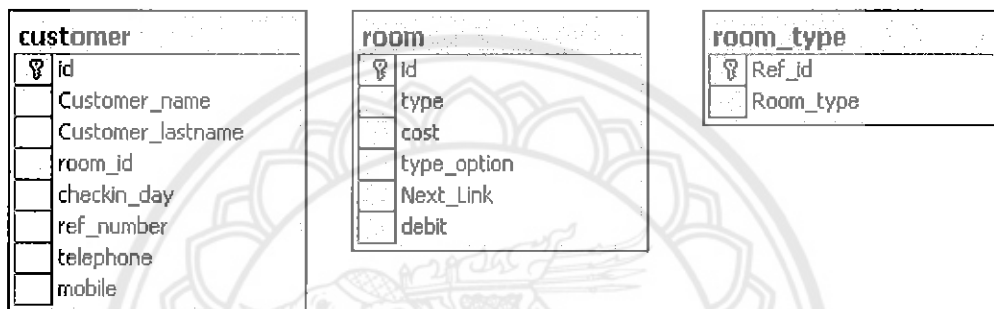 customer
id
Customer_name
Customer_lastname
room_id
checkin_day
ref_number
telephone
mobile
room
id
type
cost
type_option
Next_Link
debit
room_type
Ref_id
Room_type